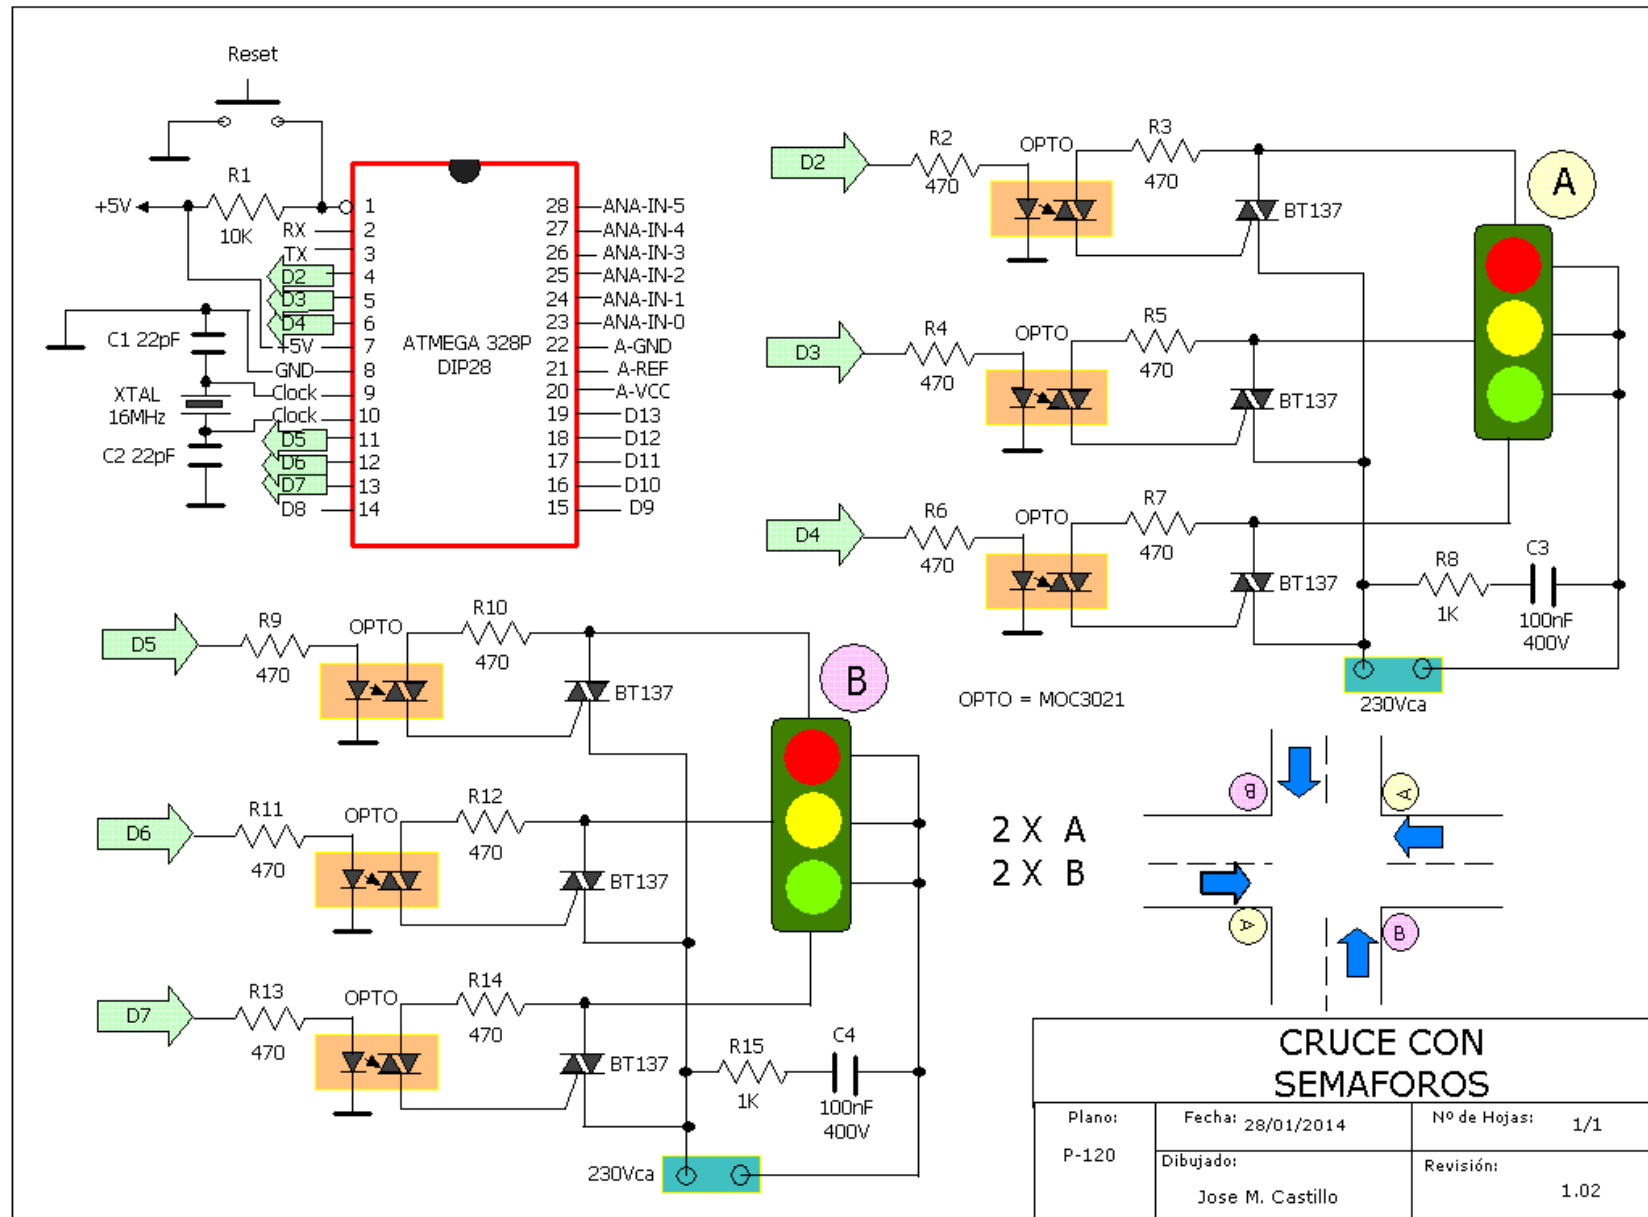 Reset
R1
10K
+5V
RX
TX
D2
D3
D4
+5V
GND
Clock
Clock
D5
D6
D7
D8
C1 22pF
XTAL
16MHz
C2 22pF
1
2
3
4
5
6
7
8
9
10
11
12
13
14
ATMEGA 328P
DIP28
28 ANA-IN-5
27 ANA-IN-4
26 ANA-IN-3
25 ANA-IN-2
24 ANA-IN-1
23 ANA-IN-0
22 A-GND
21 A-REF
20 A-VCC
19 D13
18 D12
17 D11
16 D10
15 D9
D2
R2
470
OPTO
R3
470
BT137
A
D3
R4
470
OPTO
R5
470
BT137
D4
R6
470
OPTO
R7
470
BT137
R8
1K
C3
100nF
400V
230Vca
OPTO = MOC3021
D5
R9
470
OPTO
R10
470
BT137
B
D6
R11
470
OPTO
R12
470
BT137
D7
R13
470
OPTO
R14
470
BT137
R15
1K
C4
100nF
400V
230Vca
2 X A
2 X B
B
A
A
B
CRUCE CON
SEMAFOROS
Plano:
P-120
Fecha: 28/01/2014
Nº de Hojas: 1/1
Dibujado:
Jose M. Castillo
Revisión:
1.02